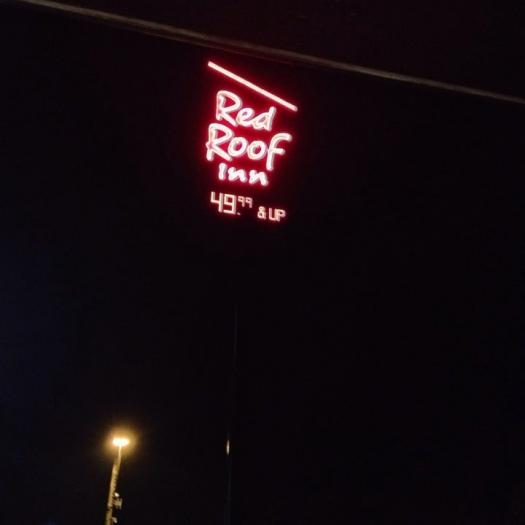 Red
Roof
Inn
49.99 & UP